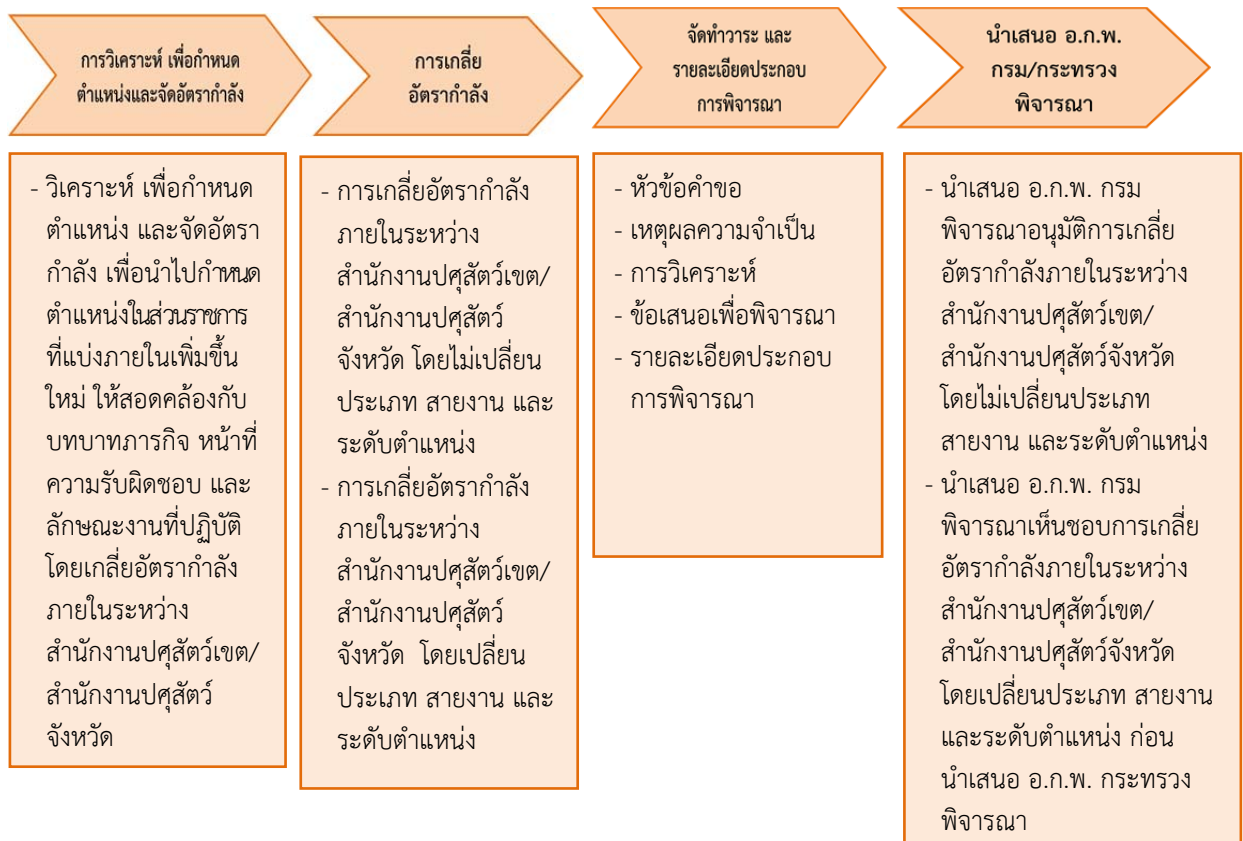 การวิเคราะห์ เพื่อกำหนด
ตำแหน่งและจัดอัตรากำลัง
การเกลี่ย
อัตรากำลัง
จัดทำวาระ และ
รายละเอียดประกอบ
การพิจารณา
นำเสนอ อ.ก.พ.
กรม/กระทรวง
พิจารณา
- วิเคราะห์ เพื่อกำหนด
ตำแหน่ง และจัดอัตรา
กำลัง เพื่อนำไปกำหนด
ตำแหน่งในส่วนราชการ
ที่แบ่งภายในเพิ่มขึ้น
ใหม่ ให้สอดคล้องกับ
บทบาทภารกิจ หน้าที่
ความรับผิดชอบ และ
ลักษณะงานที่ปฏิบัติ
โดยเกลี่ยอัตรากำลัง
ภายในระหว่าง
สำนักงานปศุสัตว์เขต/
สำนักงานปศุสัตว์
จังหวัด
- การเกลี่ยอัตรากำลัง
ภายในระหว่าง
สำนักงานปศุสัตว์เขต/
สำนักงานปศุสัตว์
จังหวัด โดยไม่เปลี่ยน
ประเภท สายงาน และ
ระดับตำแหน่ง
- การเกลี่ยอัตรากำลัง
ภายในระหว่าง
สำนักงานปศุสัตว์เขต/
สำนักงานปศุสัตว์
จังหวัด โดยเปลี่ยน
ประเภท สายงาน และ
ระดับตำแหน่ง
- หัวข้อคำขอ
- เหตุผลความจำเป็น
- การวิเคราะห์
- ข้อเสนอเพื่อพิจารณา
- รายละเอียดประกอบ
การพิจารณา
- นำเสนอ อ.ก.พ. กรม
พิจารณาอนุมัติการเกลี่ย
อัตรากำลังภายในระหว่าง
สำนักงานปศุสัตว์เขต/
สำนักงานปศุสัตว์จังหวัด
โดยไม่เปลี่ยนประเภท
สายงาน และระดับตำแหน่ง
- นำเสนอ อ.ก.พ. กรม
พิจารณาเห็นชอบการเกลี่ย
อัตรากำลังภายในระหว่าง
สำนักงานปศุสัตว์เขต/
สำนักงานปศุสัตว์จังหวัด
โดยเปลี่ยนประเภท สายงาน
และระดับตำแหน่ง ก่อน
นำเสนอ อ.ก.พ. กระทรวง
พิจารณา